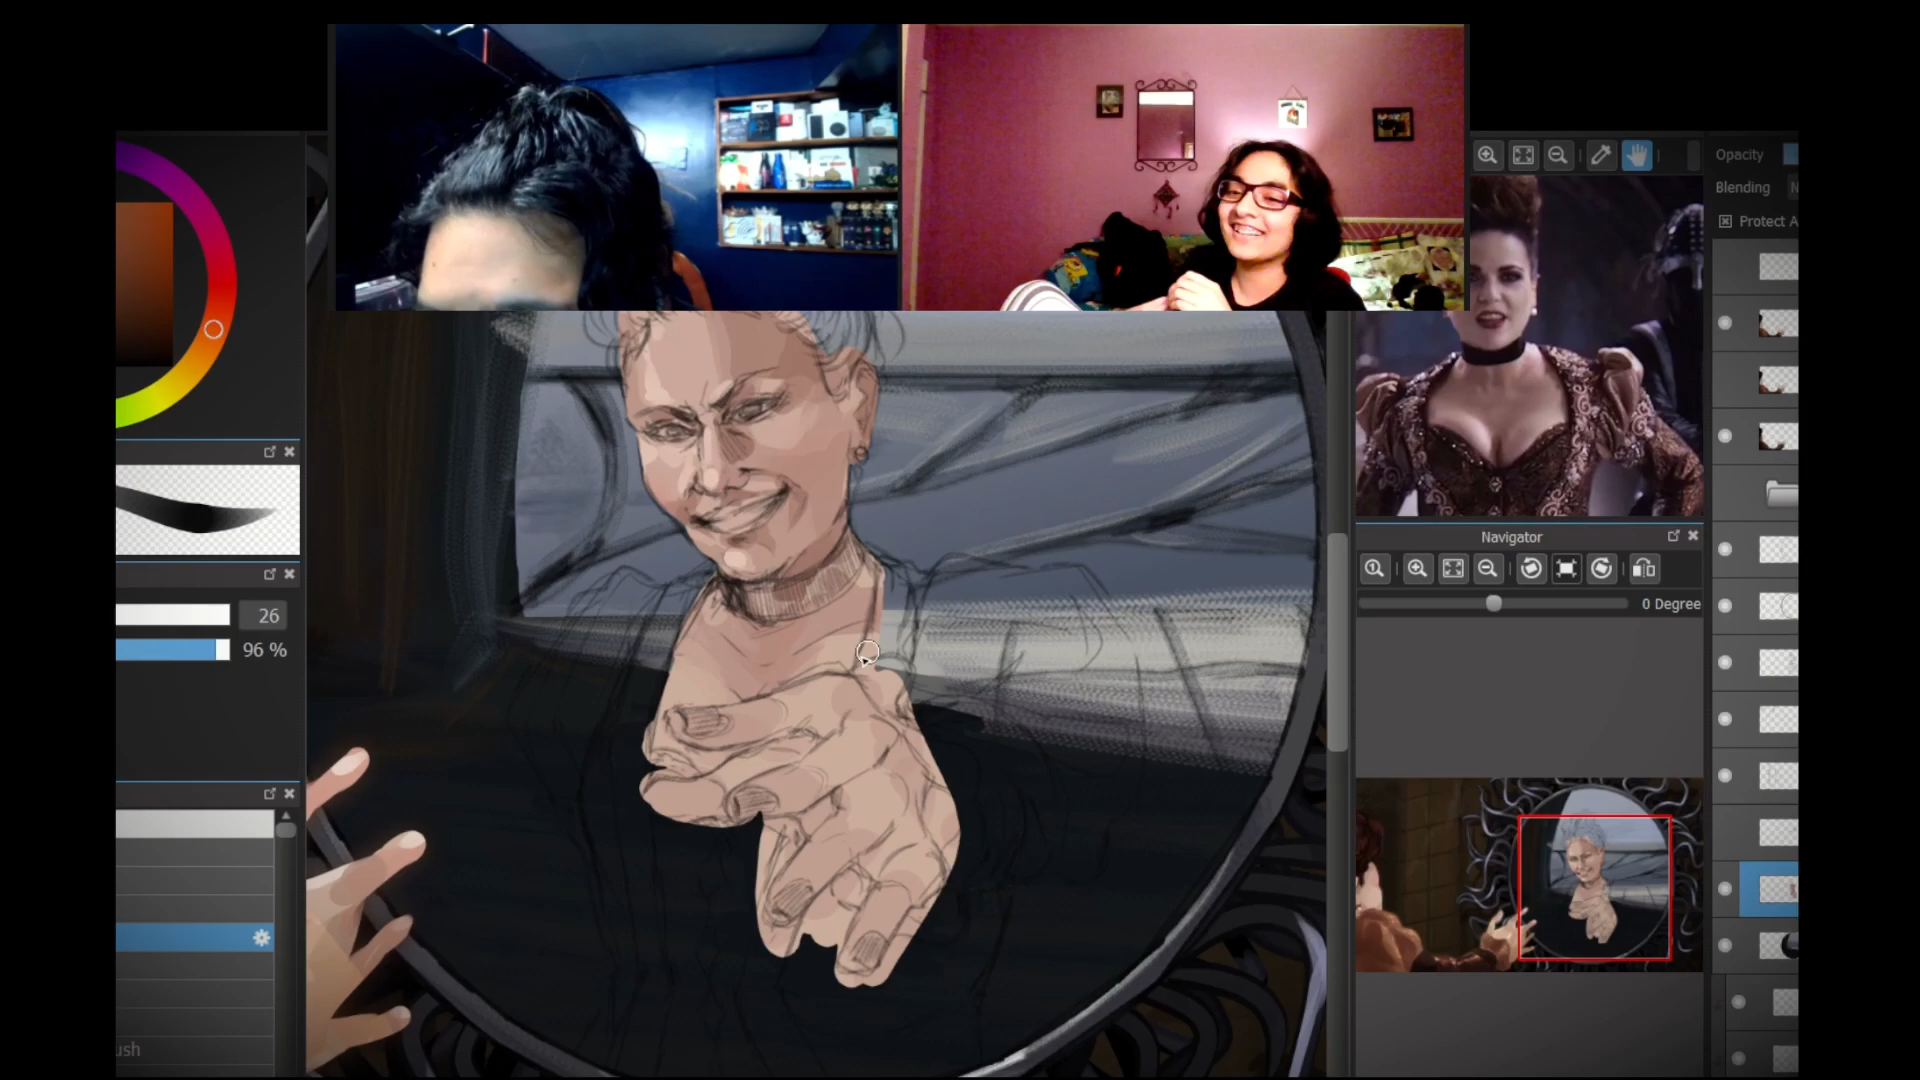 Opacity
Blending
Protect A
Navigator
0 Degree
26
96 %
ush